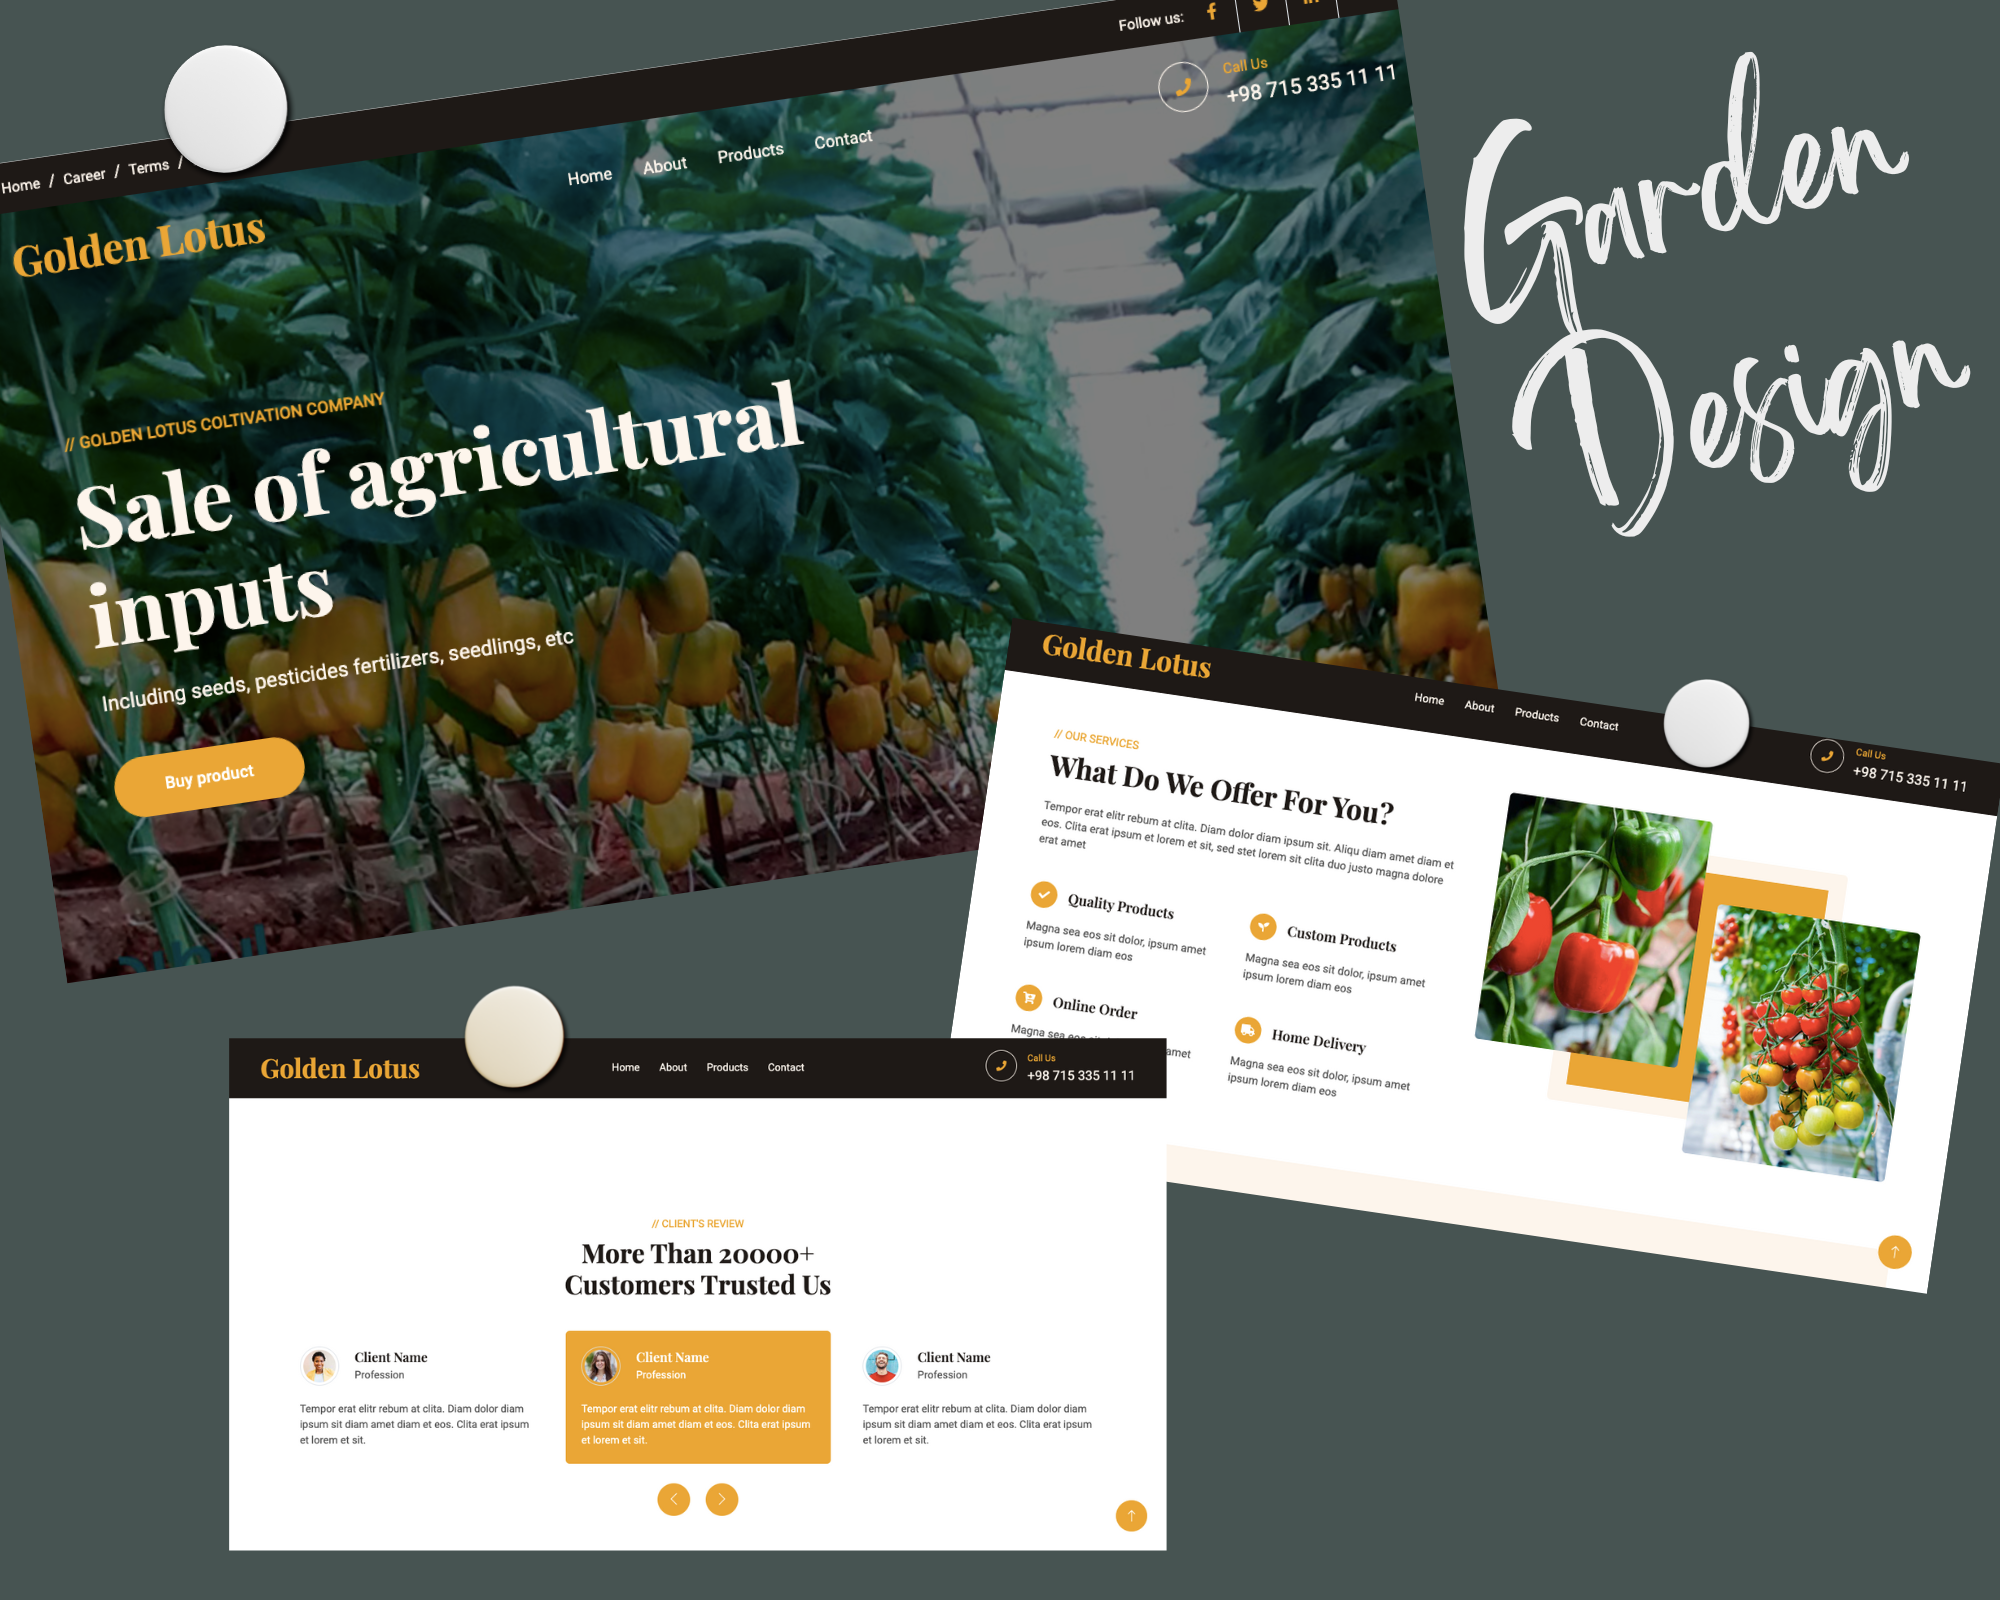 Follow us:
Home / Career / Terms /
Call Us
+98 715 335 11 11
Home About Products Contact
Golden Lotus
// GOLDEN LOTUS COLTIVATION COMPANY
Sale of agricultural
inputs
Including seeds, pesticides fertilizers, seedlings, etc
Buy product
Garden
Design
Golden Lotus
Home About Products Contact
Call Us
+98 715 335 11 11
// OUR SERVICES
What Do We Offer For You?
Tempor erat elitr rebum at clita. Diam dolor diam ipsum sit. Aliqu diam amet diam et
eos. Clita erat ipsum et lorem et sit, sed stet lorem sit clita duo justo magna dolore
erat amet
Quality Products
Magna sea eos sit dolor, ipsum amet
ipsum lorem diam eos
Custom Products
Magna sea eos sit dolor, ipsum amet
ipsum lorem diam eos
Online Order
Magna sea eos amet
Home Delivery
Magna sea eos sit dolor, ipsum amet
ipsum lorem diam eos
Golden Lotus
Home About Products Contact
Call Us
+98 715 335 11 11
// CLIENT'S REVIEW
More Than 20000+
Customers Trusted Us
Client Name
Profession
Tempor erat elitr rebum at clita. Diam dolor diam
ipsum sit diam amet diam et eos. Clita erat ipsum
et lorem et sit.
Client Name
Profession
Tempor erat elitr rebum at clita. Diam dolor diam
ipsum sit diam amet diam et eos. Clita erat ipsum
et lorem et sit.
Client Name
Profession
Tempor erat elitr rebum at clita. Diam dolor diam
ipsum sit diam amet diam et eos. Clita erat ipsum
et lorem et sit.